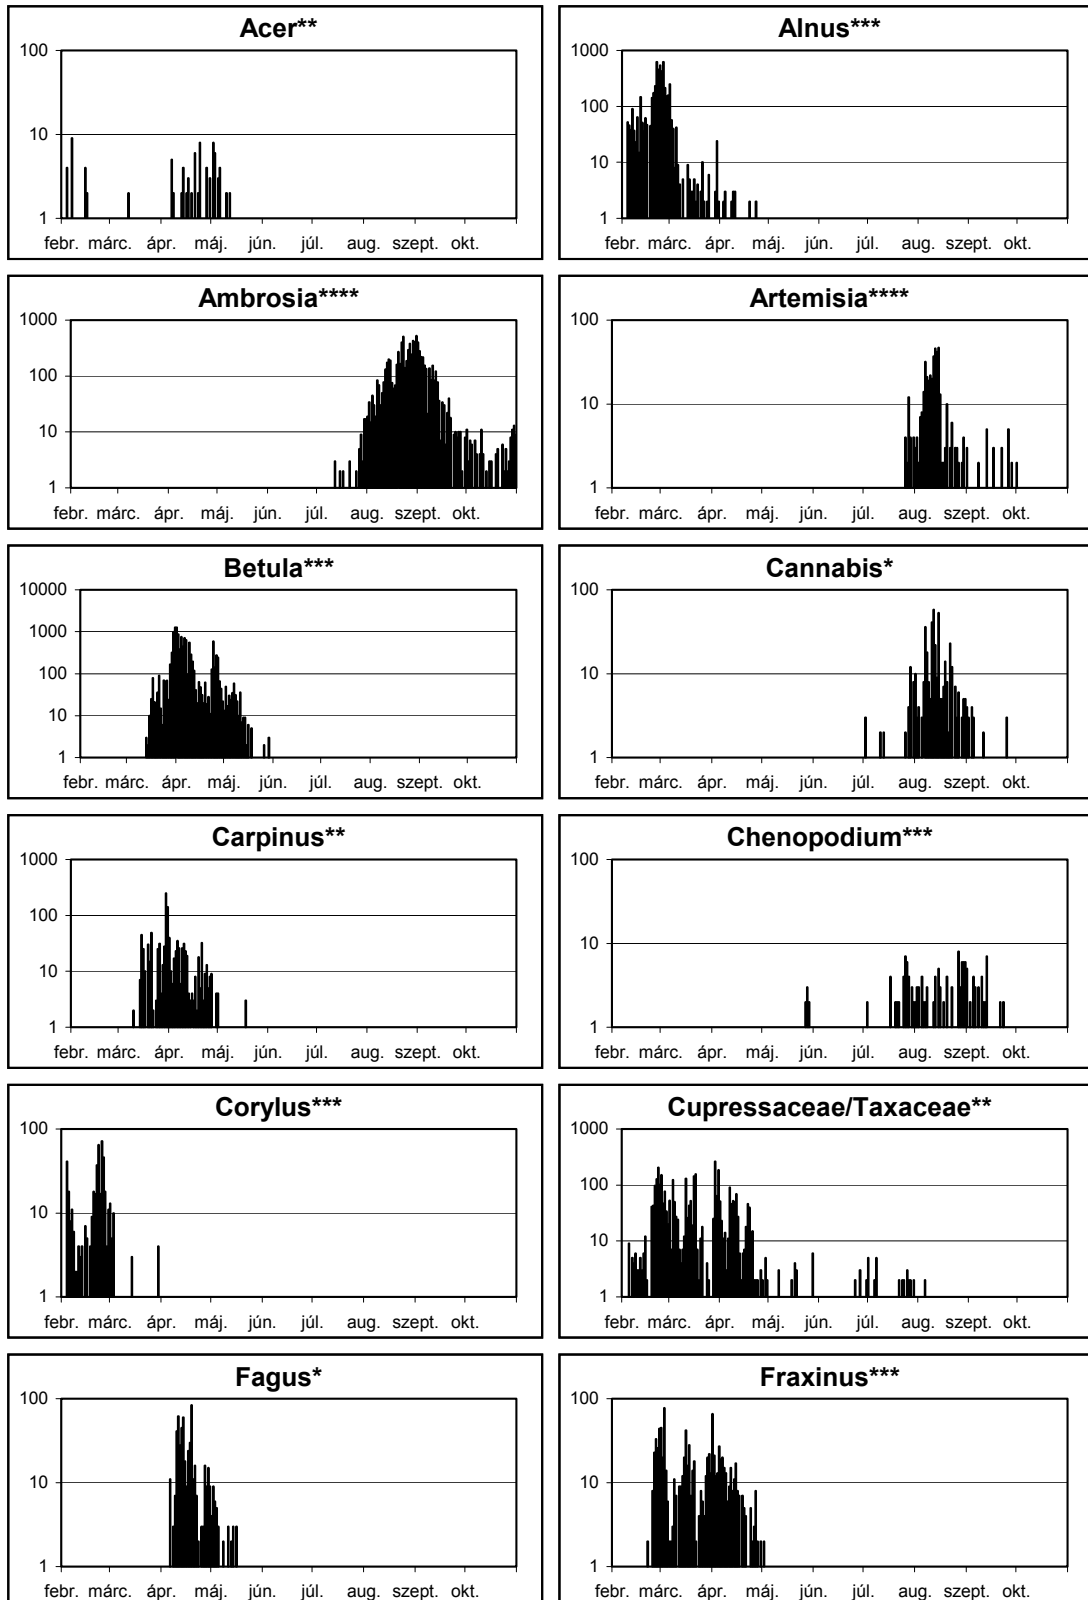 Acer**
100
10
1
febr. márc. ápr. máj. jún. júl. aug. szept. okt.
Alnus***
1000
100
10
1
febr. márc. ápr. máj. jún. júl. aug. szept. okt.
Ambrosia****
1000
100
10
1
febr. márc. ápr. máj. jún. júl. aug. szept. okt.
Artemisia****
100
10
1
febr. márc. ápr. máj. jún. júl. aug. szept. okt.
Betula***
10000
1000
100
10
1
febr. márc. ápr. máj. jún. júl. aug. szept. okt.
Cannabis*
100
10
1
febr. márc. ápr. máj. jún. júl. aug. szept. okt.
Carpinus**
1000
100
10
1
febr. márc. ápr. máj. jún. júl. aug. szept. okt.
Chenopodium***
100
10
1
febr. márc. ápr. máj. jún. júl. aug. szept. okt.
Corylus***
100
10
1
febr. márc. ápr. máj. jún. júl. aug. szept. okt.
Cupressaceae/Taxaceae**
1000
100
10
1
febr. márc. ápr. máj. jún. júl. aug. szept. okt.
Fagus*
100
10
1
febr. márc. ápr. máj. jún. júl. aug. szept. okt.
Fraxinus***
100
10
1
febr. márc. ápr. máj. jún. júl. aug. szept. okt.